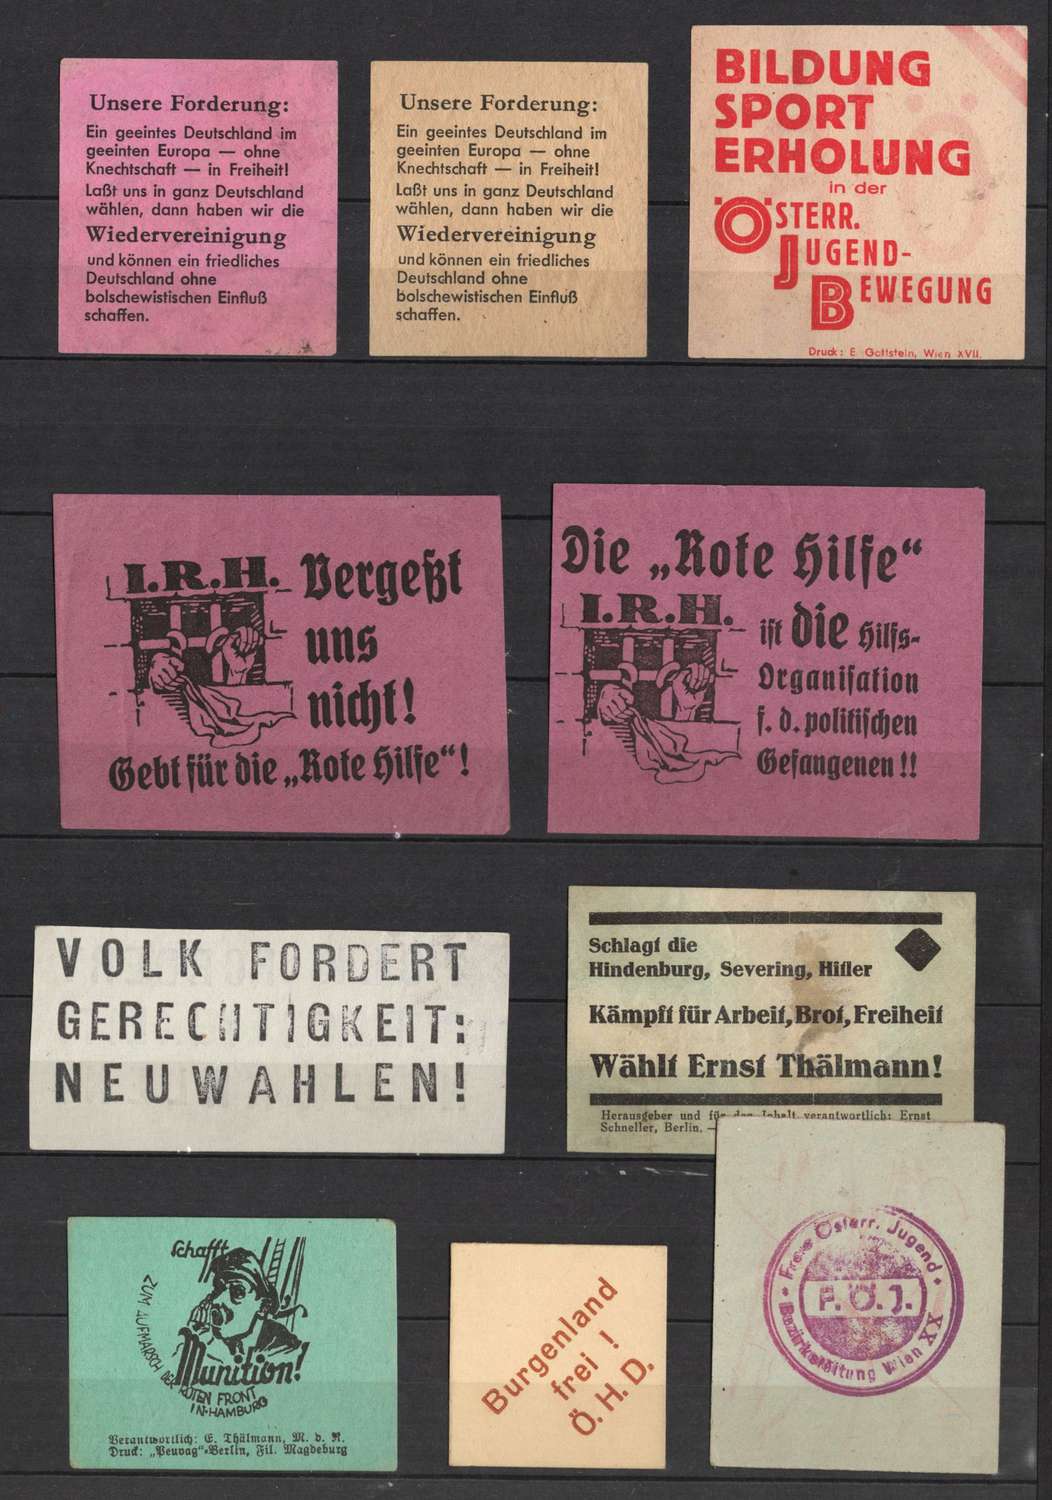 Unsere Forderung:
Ein geeintes Deutschland im
geeinten Europa — ohne
Knechtschaft — in Freiheit!
Laßt uns in ganz Deutschland
wählen, dann haben wir die
Wiedervereinigung
und können ein friedliches
Deutschland ohne
bolschewistischen Einfluß
schaffen.
Unsere Forderung:
Ein geeintes Deutschland im
geeinten Europa — ohne
Knechtschaft — in Freiheit!
Laßt uns in ganz Deutschland
wählen, dann haben wir die
Wiedervereinigung
und können ein friedliches
Deutschland ohne
bolschewistischen Einfluß
schaffen.
BILDUNG
SPORT
ERHOLUNG
in der
ÖSTERR.
JUGEND-
BEWEGUNG
Druck: E. Gottstein, Wien XVII.
I.R.H. Vergeßt
uns
nicht!
Gebt für die „Rote Hilfe“!
Die „Rote Hilfe“
I.R.H.
ist die Hilfs-
Organisation
f. d. politischen
Gefangenen!!
VOLK FORDERT
GERECHTIGKEIT:
NEUWAHLEN!
Schlagt die
Hindenburg, Severing, Hitler
Kämpft für Arbeit, Brot, Freiheit
Wählt Ernst Thälmann!
Herausgeber und für den Inhalt verantwortlich: Ernst
Schneller, Berlin. —
Schafft
Munition!
ZUM AUFMARSCH DER
ROTEN FRONT
IN HAMBURG
Verantwortlich: E. Thälmann, M. d. R.
Druck: „Peuvag“-Berlin, Fil. Magdeburg
Burgenland
frei!
Ö.H.D.
Freie Österr. Jugend
F.Ö.J.
Bezirksleitung Wien XX